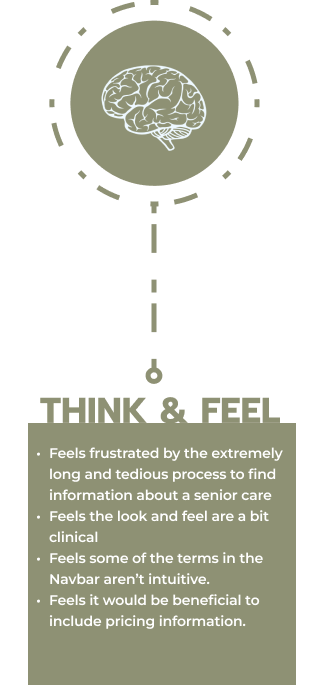 THINK & FEEL
• Feels frustrated by the extremely
long and tedious process to find
information about a senior care
• Feels the look and feel are a bit
clinical
• Feels some of the terms in the
Navbar aren’t intuitive.
• Feels it would be beneficial to
include pricing information.